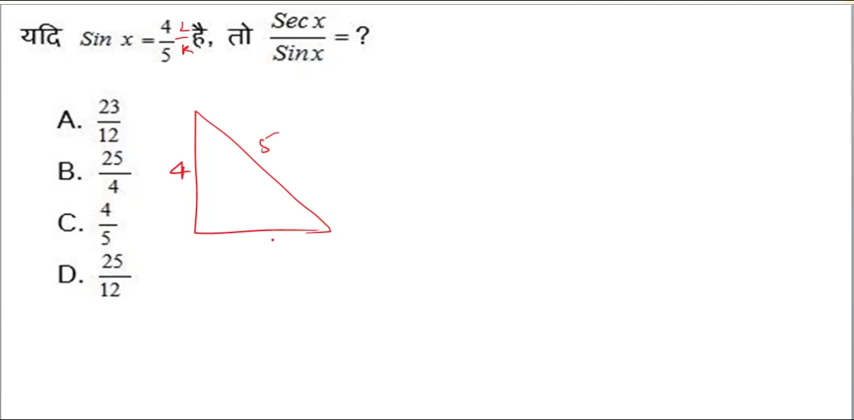 यदि Sin x = 4/5 L/K है, तो Sec x/Sin x = ?
A. 23/12
B. 25/4
4
5
C. 4/5
D. 25/12